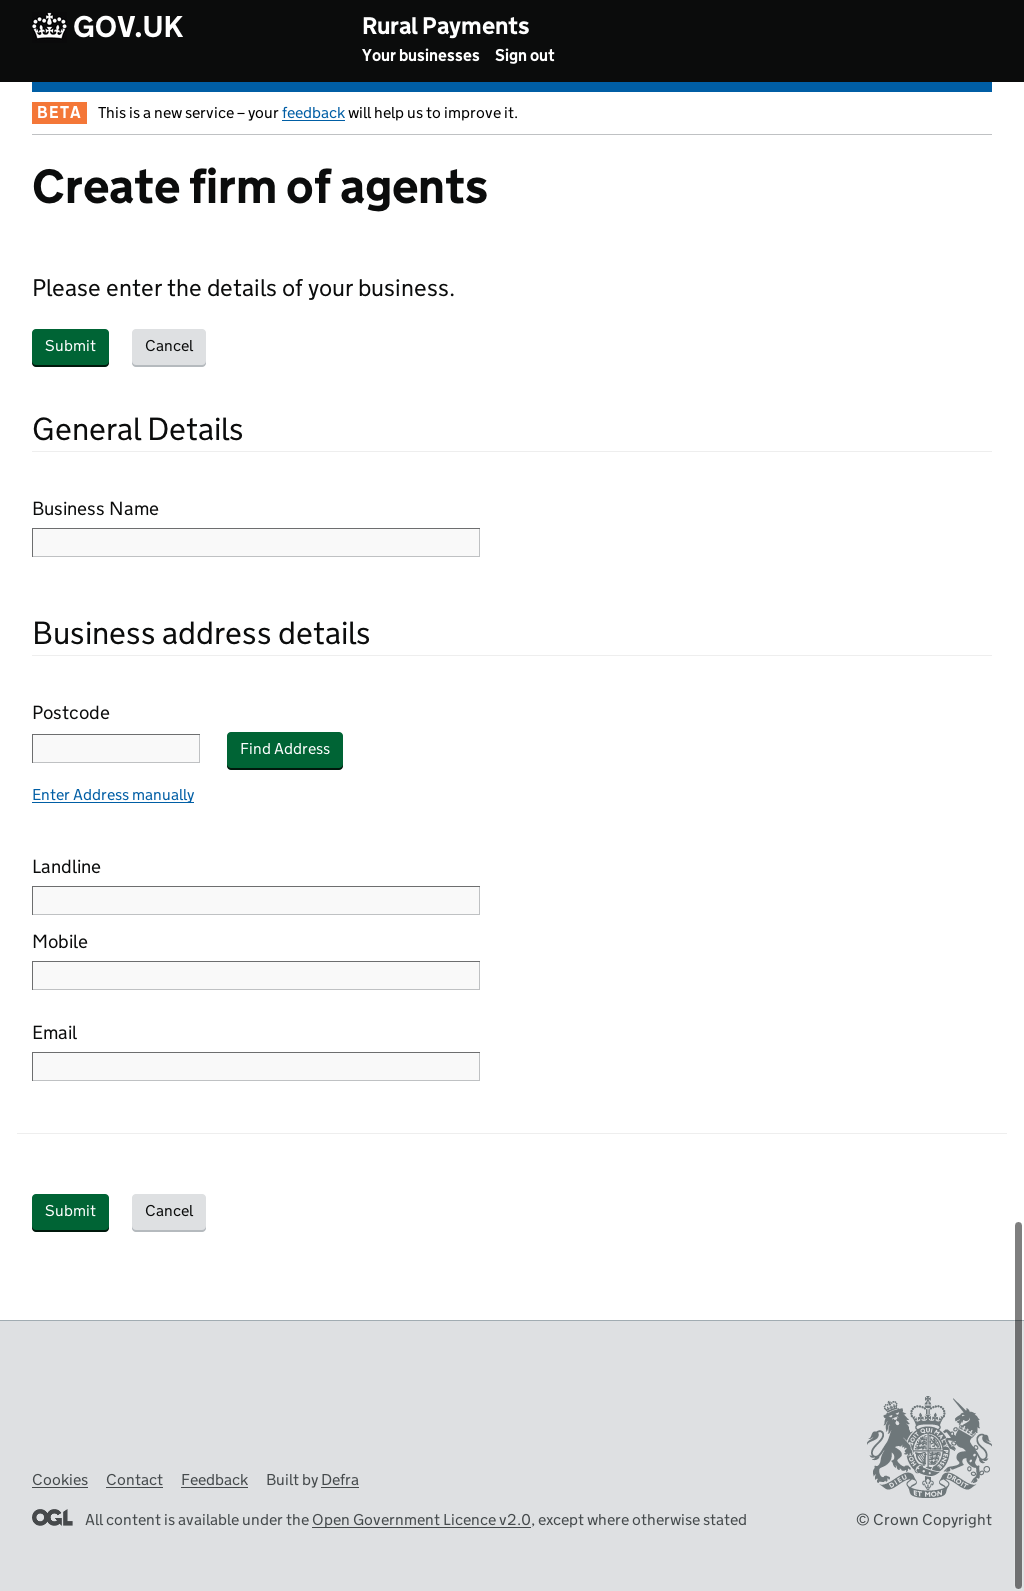 GOV.UK
Rural Payments
Your businesses Sign out
BETA This is a new service – your feedback will help us to improve it.
Create firm of agents
Please enter the details of your business.
Submit Cancel
General Details
Business Name
Business address details
Postcode
Find Address
Enter Address manually
Landline
Mobile
Email
Submit Cancel
Cookies Contact Feedback Built by Defra
OGL All content is available under the Open Government Licence v2.0, except where otherwise stated
© Crown Copyright